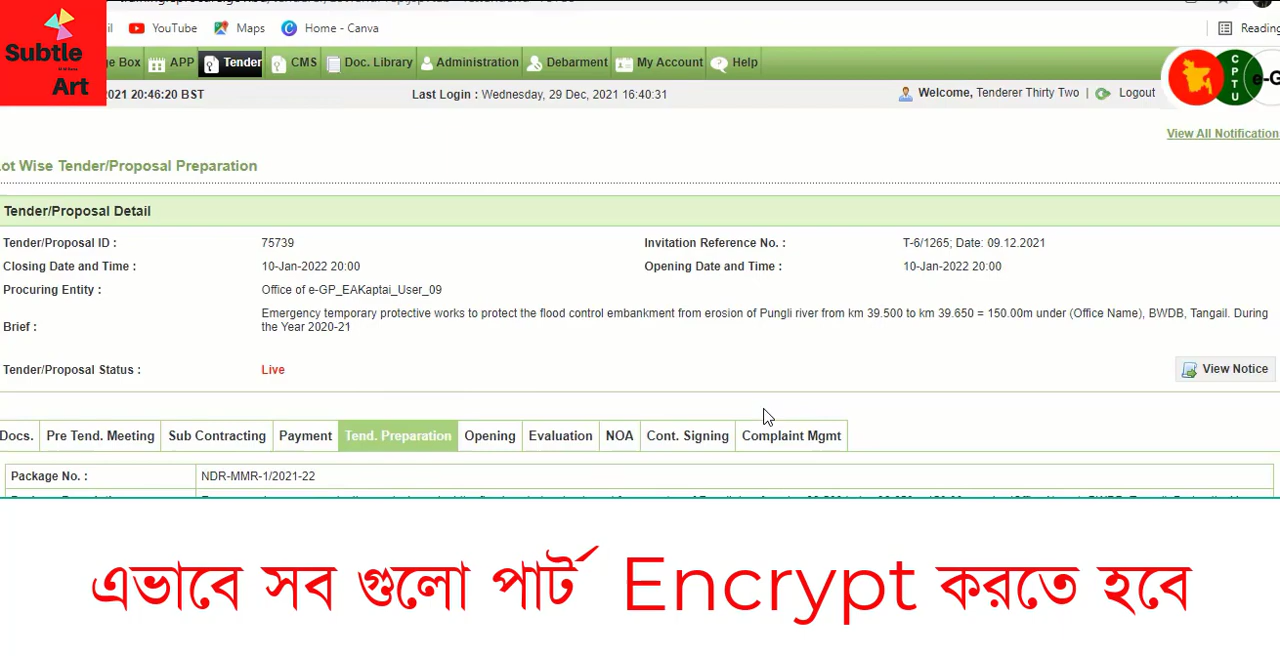 YouTube Maps Home - Canva Reading
Subtle
Art
Box APP Tender CMS Doc. Library Administration Debarment My Account Help
CPTU
2021 20:46:20 BST Last Login : Wednesday, 29 Dec, 2021 16:40:31 Welcome, Tenderer Thirty Two | Logout
View All Notification
ot Wise Tender/Proposal Preparation
Tender/Proposal Detail
Tender/Proposal ID : 75739 Invitation Reference No. : T-6/1265; Date: 09.12.2021
Closing Date and Time : 10-Jan-2022 20:00 Opening Date and Time : 10-Jan-2022 20:00
Procuring Entity : Office of e-GP_EAKaptai_User_09
Brief : Emergency temporary protective works to protect the flood control embankment from erosion of Pungli river from km 39.500 to km 39.650 = 150.00m under (Office Name), BWDB, Tangail. During
the Year 2020-21
Tender/Proposal Status : Live View Notice
Docs. Pre Tend. Meeting Sub Contracting Payment Tend. Preparation Opening Evaluation NOA Cont. Signing Complaint Mgmt
Package No. : NDR-MMR-1/2021-22
এভাবে সব গুলো পার্ট Encrypt করতে হবে